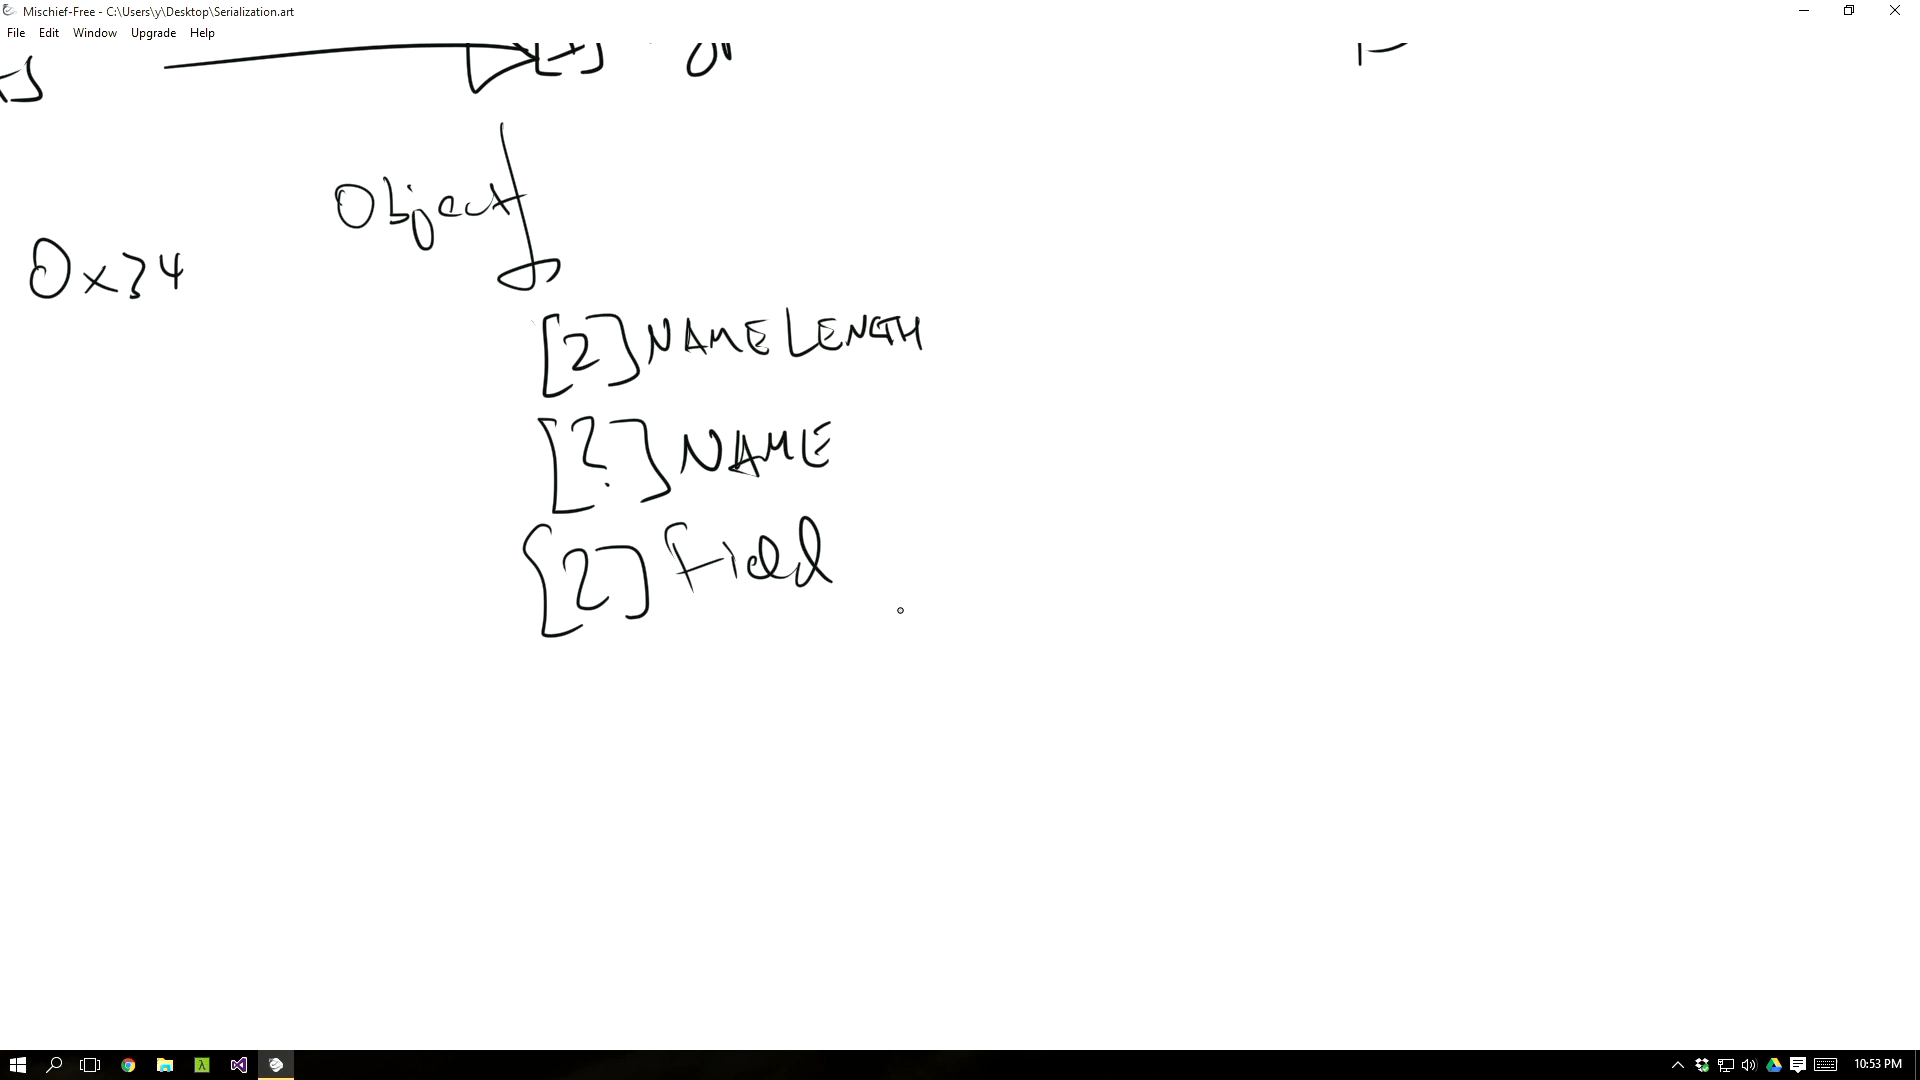 Mischief-Free - C:\Users\y\Desktop\Serialization.art
File Edit Window Upgrade Help
Object
0x34
[2] NAME LENGTH
[?] NAME
[2] Field
10:53 PM